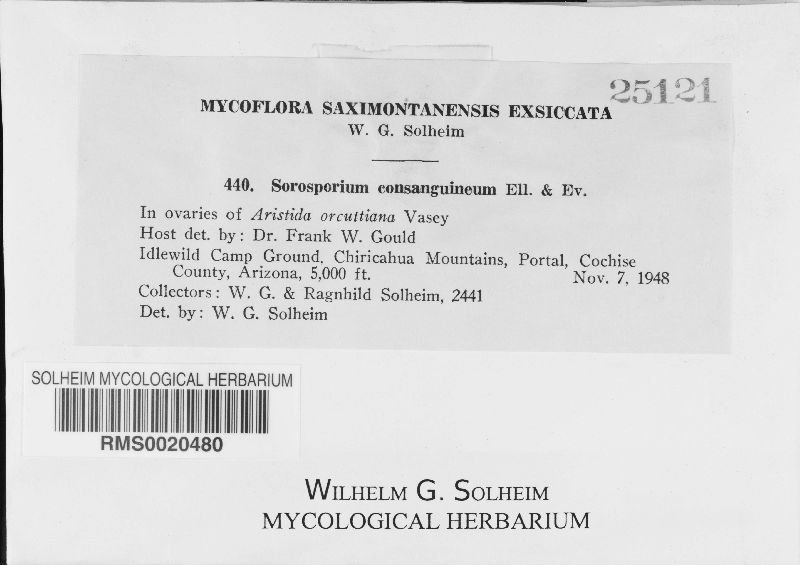 25121
MYCOFLORA SAXIMONTANENSIS EXSICCATA
W. G. Solheim
440. Sorosporium consanguineum Ell. & Ev.
In ovaries of Aristida orcuttiana Vasey
Host det. by: Dr. Frank W. Gould
Idlewild Camp Ground, Chiricahua Mountains, Portal, Cochise
County, Arizona, 5,000 ft. Nov. 7, 1948
Collectors: W. G. & Ragnhild Solheim, 2441
Det. by: W. G. Solheim
SOLHEIM MYCOLOGICAL HERBARIUM
RMS0020480
WILHELM G. SOLHEIM
MYCOLOGICAL HERBARIUM